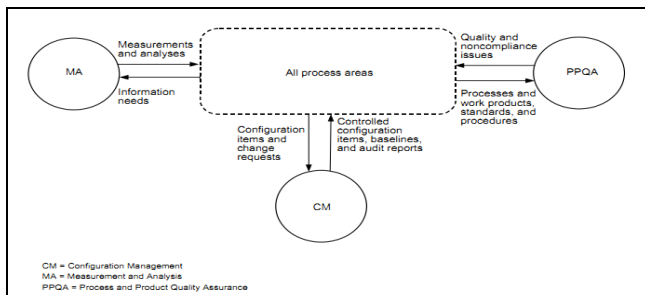 Measurements
and analyses
MA
Information
needs
All process areas
Quality and
noncompliance
issues
PPQA
Processes and
work products,
standards, and
procedures
Configuration
items and
change
requests
Controlled
configuration
items, baselines,
and audit reports
CM
CM = Configuration Management
MA = Measurement and Analysis
PPQA = Process and Product Quality Assurance